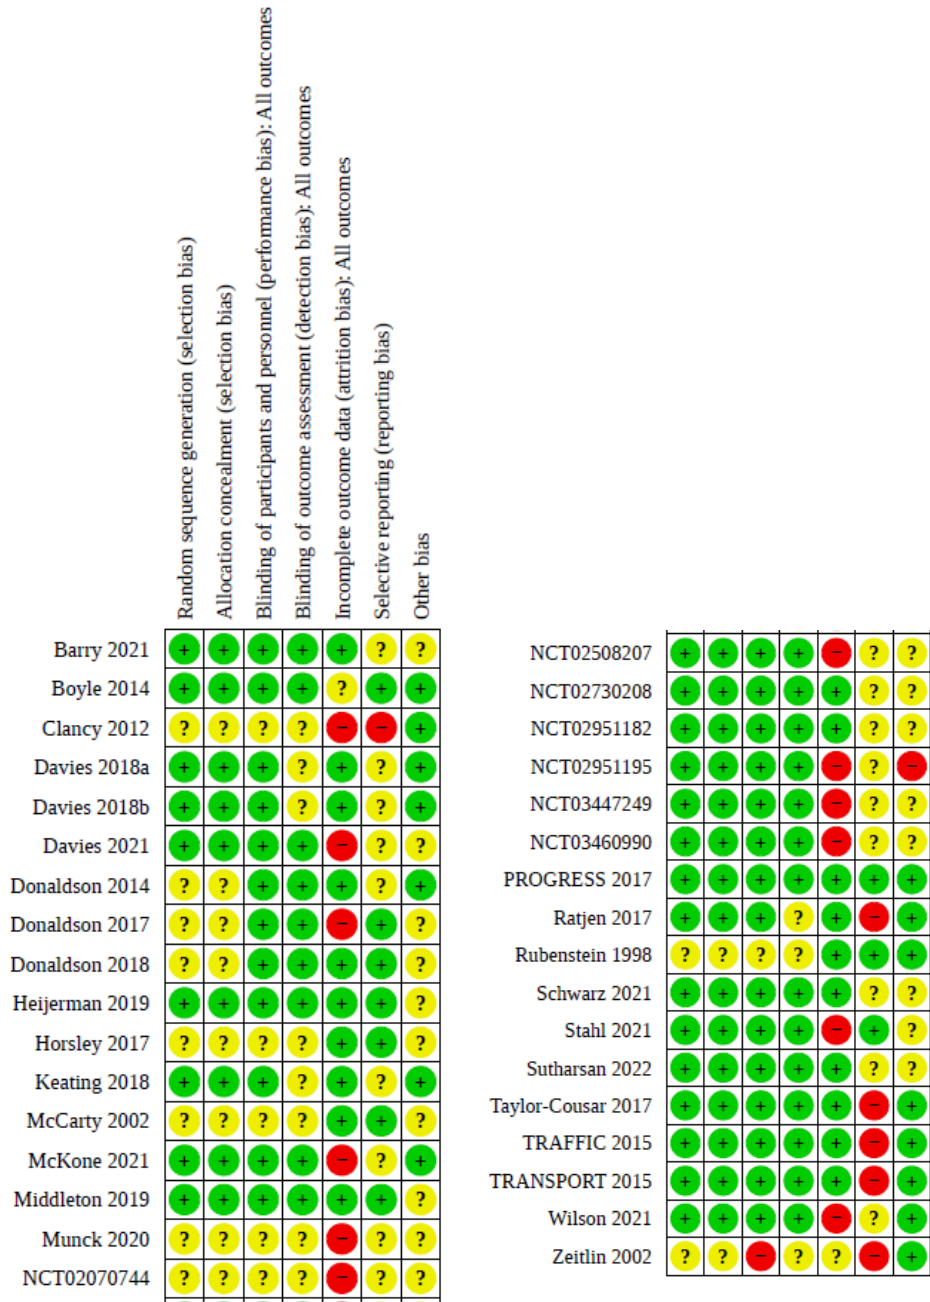 Random sequence generation (selection bias)
Allocation concealment (selection bias)
Blinding of participants and personnel (performance bias): All outcomes
Blinding of outcome assessment (detection bias): All outcomes
Incomplete outcome data (attrition bias): All outcomes
Selective reporting (reporting bias)
Other bias
Barry 2021 + + + + + ? ?
Boyle 2014 + + + + ? + +
Clancy 2012 ? ? ? ? − − +
Davies 2018a + + + ? + ? +
Davies 2018b + + + ? + ? +
Davies 2021 + + + + − ? ?
Donaldson 2014 ? ? + + + ? +
Donaldson 2017 ? ? + + − + ?
Donaldson 2018 ? ? + + + + ?
Heijerman 2019 + + + + + + ?
Horsley 2017 ? ? ? ? + + ?
Keating 2018 + + + ? + ? +
McCarty 2002 ? ? ? ? + + ?
McKone 2021 + + + + − ? +
Middleton 2019 + + + + + + ?
Munck 2020 ? ? ? ? − ? ?
NCT02070744 ? ? ? ? − ? ?
NCT02508207 + + + + − ? ?
NCT02730208 + + + + + ? ?
NCT02951182 + + + + + ? ?
NCT02951195 + + + + − ? −
NCT03447249 + + + + − ? ?
NCT03460990 + + + + − ? ?
PROGRESS 2017 + + + + + + +
Ratjen 2017 + + + ? + − +
Rubenstein 1998 ? ? ? ? + + +
Schwarz 2021 + + + + + ? ?
Stahl 2021 + + + + − + ?
Sutharsan 2022 + + + + + ? ?
Taylor-Cousar 2017 + + + + + − +
TRAFFIC 2015 + + + + + − +
TRANSPORT 2015 + + + + + − +
Wilson 2021 + + + + − ? +
Zeitlin 2002 ? ? − ? ? − +